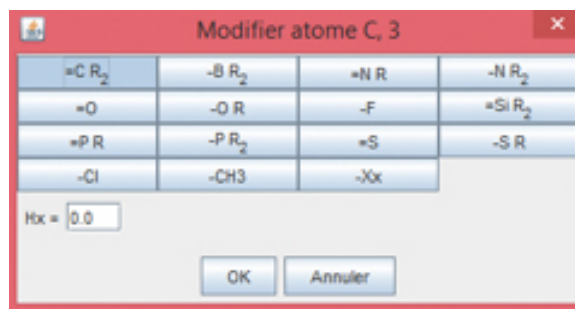 Modifier atome C, 3
=C R₂ -B R₂ =N R -N R₂
=O -O R -F =Si R₂
=P R -P R₂ =S -S R
-Cl -CH3 -Xx
Hx = 0.0
OK Annuler